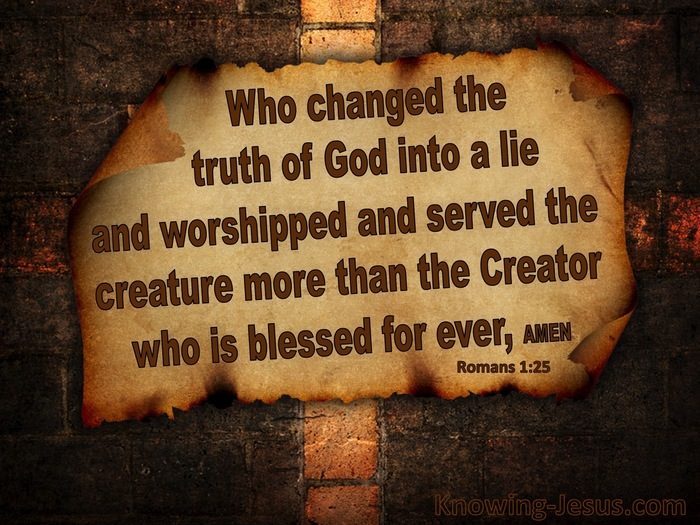 Who changed the
truth of God into a lie
and worshipped and served the
creature more than the Creator
who is blessed for ever, AMEN
Romans 1:25
Knowing-Jesus.com